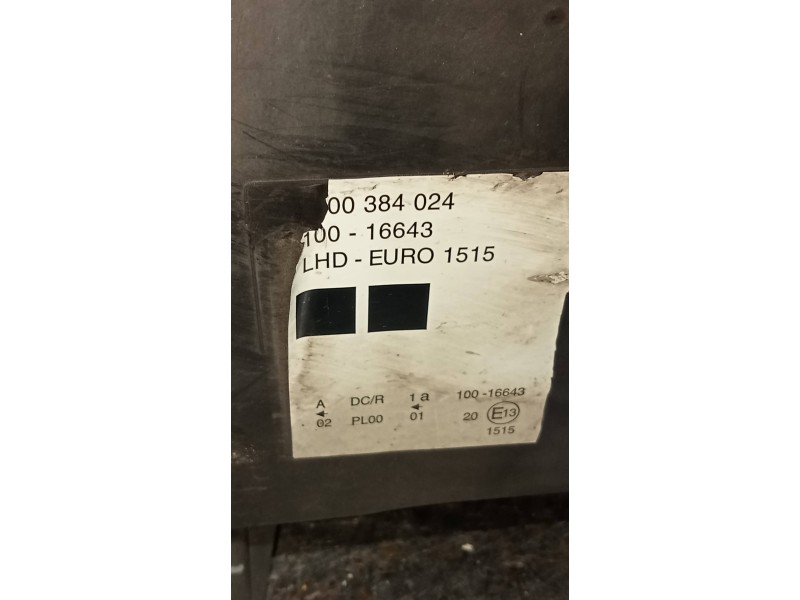 00 384 024
100 - 16643
LHD - EURO 1515
A DC/R 1 a 100 -16643
02 PL00 01 20 E13
1515